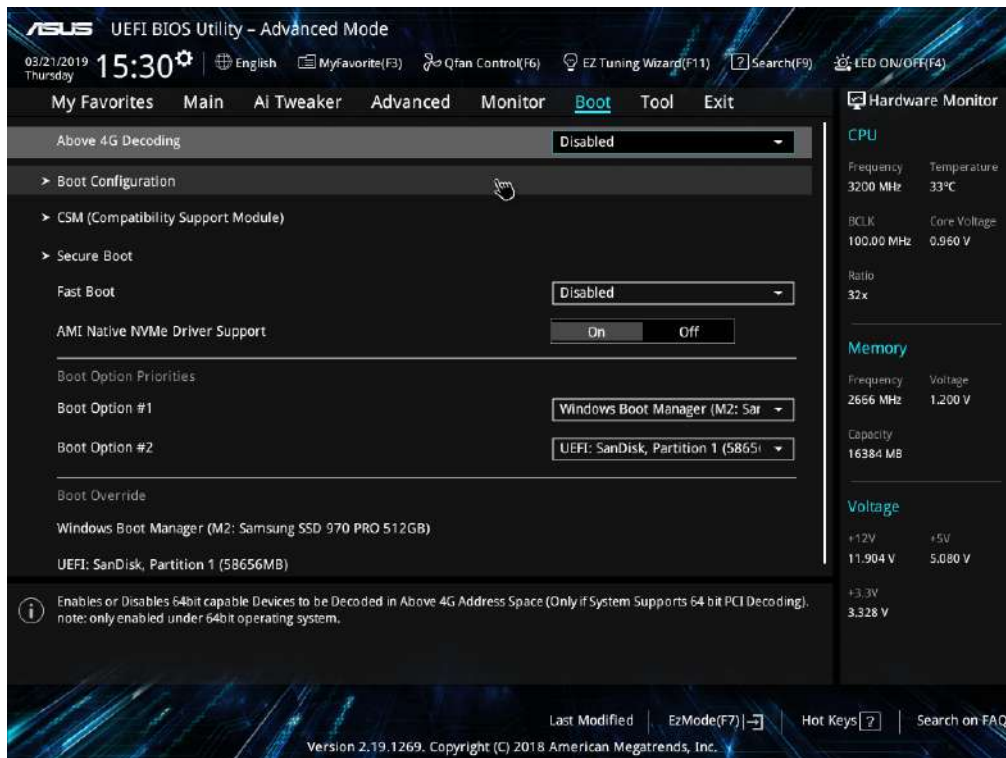 ASUS UEFI BIOS Utility – Advanced Mode
03/21/2019 Thursday 15:30 English MyFavorite(F3) Qfan Control(F6) EZ Tuning Wizard(F11) ? Search(F9) LED ON/OFF(F4)
My Favorites Main Ai Tweaker Advanced Monitor Boot Tool Exit
Above 4G Decoding Disabled
> Boot Configuration
> CSM (Compatibility Support Module)
> Secure Boot
Fast Boot Disabled
AMI Native NVMe Driver Support On Off
Boot Option Priorities
Boot Option #1 Windows Boot Manager (M2: Sar
Boot Option #2 UEFI: SanDisk, Partition 1 (5865
Boot Override
Windows Boot Manager (M2: Samsung SSD 970 PRO 512GB)
UEFI: SanDisk, Partition 1 (58656MB)
i Enables or Disables 64bit capable Devices to be Decoded in Above 4G Address Space (Only if System Supports 64 bit PCI Decoding).
note: only enabled under 64bit operating system.
Hardware Monitor
CPU
Frequency Temperature
3200 MHz 33°C
BCLK Core Voltage
100.00 MHz 0.960 V
Ratio
32x
Memory
Frequency Voltage
2666 MHz 1.200 V
Capacity
16384 MB
Voltage
+12V +5V
11.904 V 5.080 V
+3.3V
3.328 V
Last Modified EzMode(F7) Hot Keys ? Search on FAQ
Version 2.19.1269. Copyright (C) 2018 American Megatrends, Inc.